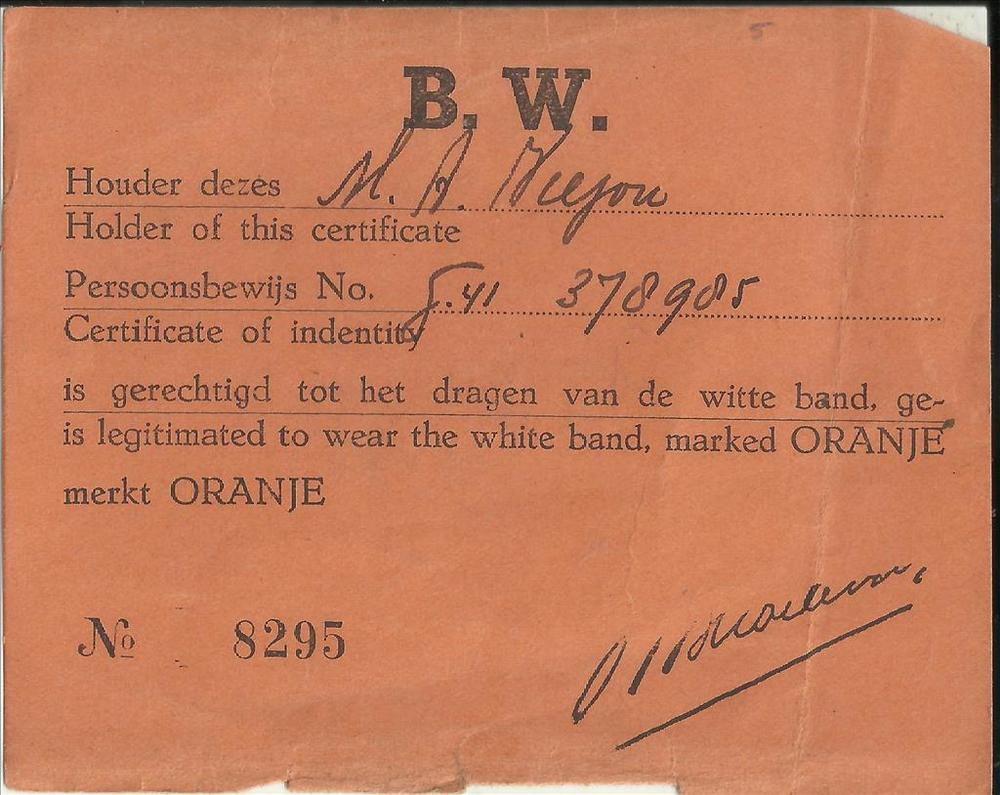 B. W.
Houder dezes M. A.
Holder of this certificate
Persoonsbewijs No. G.41 378985
Certificate of indentity
is gerechtigd tot het dragen van de witte band, ge-
is legitimated to wear the white band, marked ORANJE
merkt ORANJE
No 8295